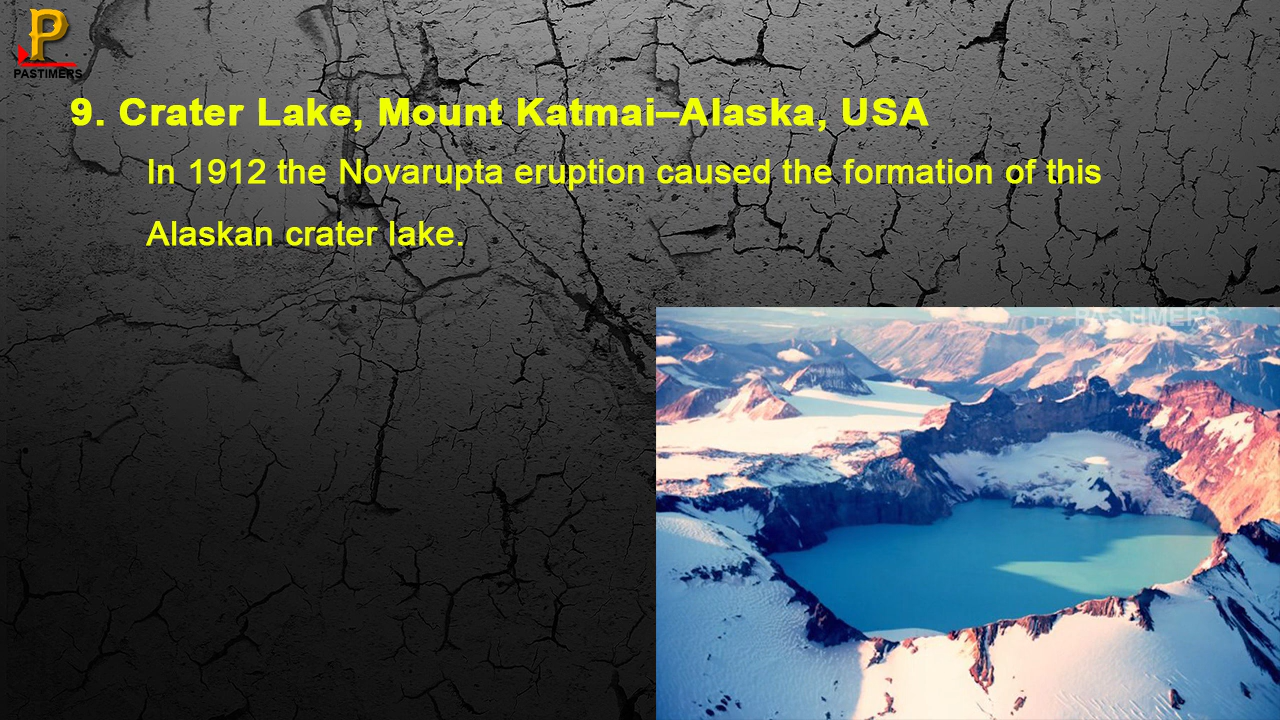 P
PASTIMERS
9. Crater Lake, Mount Katmai–Alaska, USA
In 1912 the Novarupta eruption caused the formation of this
Alaskan crater lake.
PASTIMERS